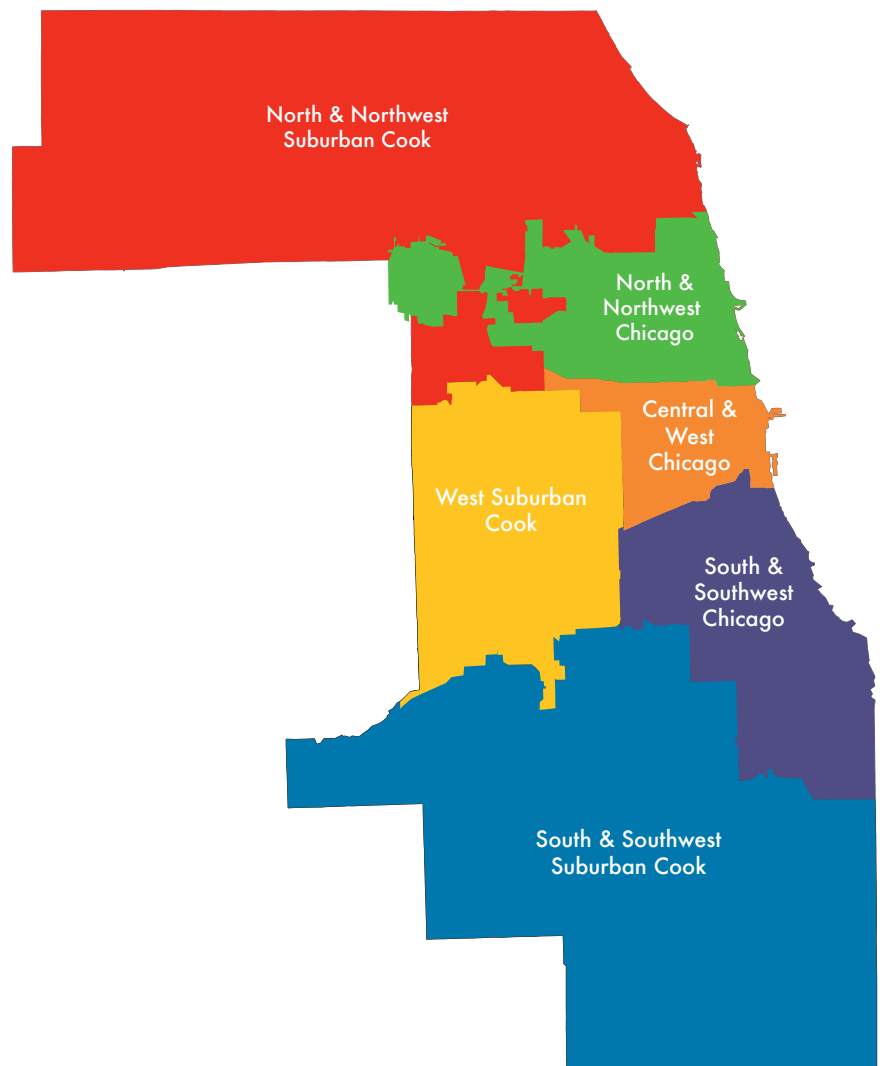 North & Northwest
Suburban Cook
North &
Northwest
Chicago
Central &
West
Chicago
West Suburban
Cook
South &
Southwest
Chicago
South & Southwest
Suburban Cook